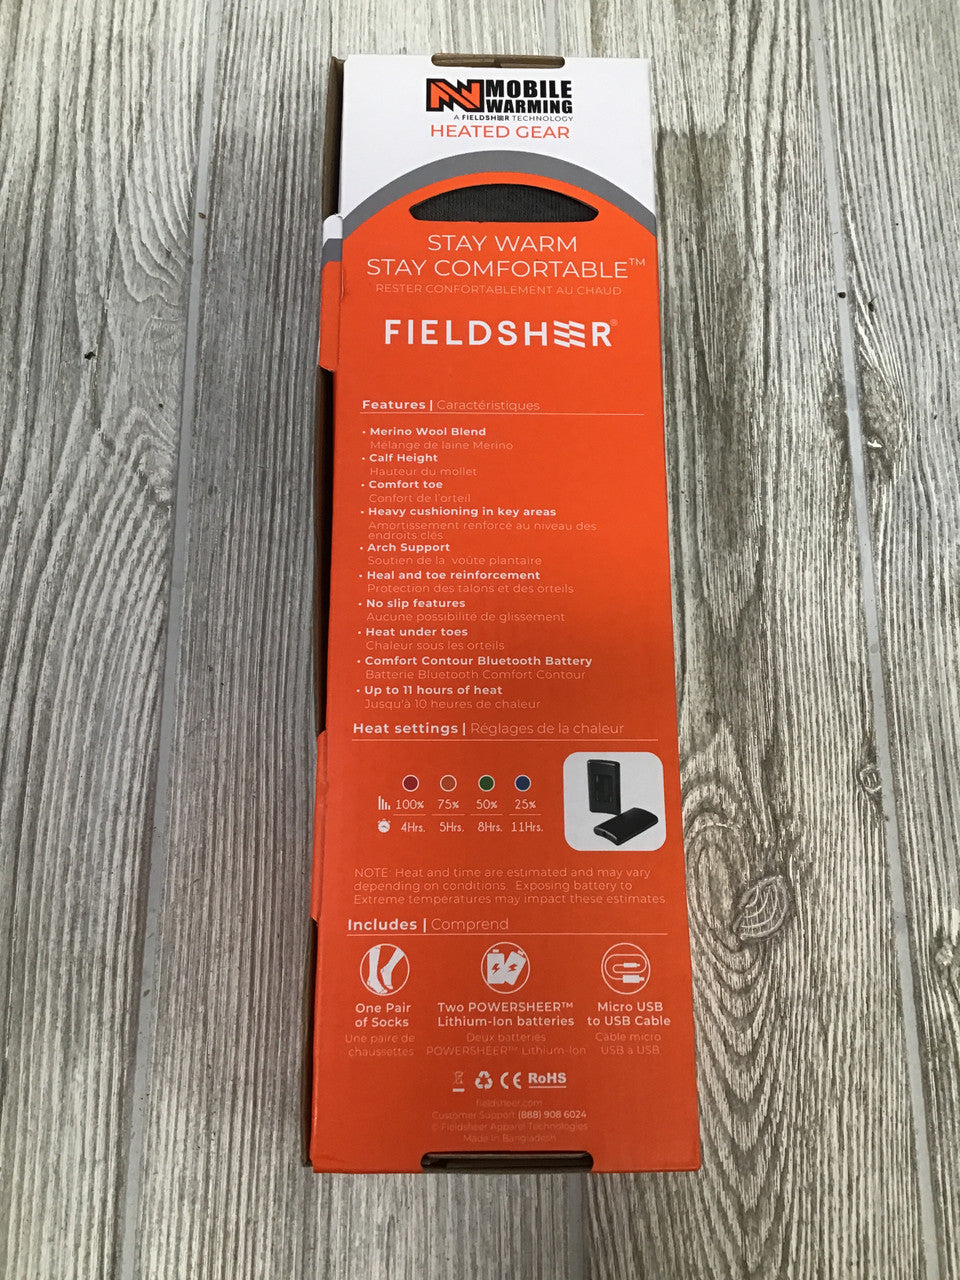 MOBILE
WARMING
A FIELDSHEER TECHNOLOGY
HEATED GEAR
STAY WARM
STAY COMFORTABLE™
RESTER CONFORTABLEMENT AU CHAUD
FIELDSHEER®
Features | Caractéristiques
• Merino Wool Blend
Mélange de laine Merino
• Calf Height
Hauteur du mollet
• Comfort toe
Confort de l'orteil
• Heavy cushioning in key areas
Amortissement renforcé au niveau des
endroits clés
• Arch Support
Soutien de la voûte plantaire
• Heal and toe reinforcement
Protection des talons et des orteils
• No slip features
Aucune possibilité de glissement
• Heat under toes
Chaleur sous les orteils
• Comfort Contour Bluetooth Battery
Batterie Bluetooth Comfort Contour
• Up to 11 hours of heat
Jusqu'à 10 heures de chaleur
Heat settings | Réglages de la chaleur
100% 75% 50% 25%
4Hrs. 5Hrs. 8Hrs. 11Hrs.
NOTE: Heat and time are estimated and may vary
depending on conditions. Exposing battery to
Extreme temperatures may impact these estimates.
Includes | Comprend
One Pair
of Socks
Une paire de
chaussettes
Two POWERSHEER™
Lithium-Ion batteries
Deux batteries
POWERSHEER™ Lithium-Ion
Micro USB
to USB Cable
Câble micro
USB à USB
CE RoHS
fieldsheer.com
Customer Support (888) 908 6024
© Fieldsheer Apparel Technologies
Made In Bangladesh